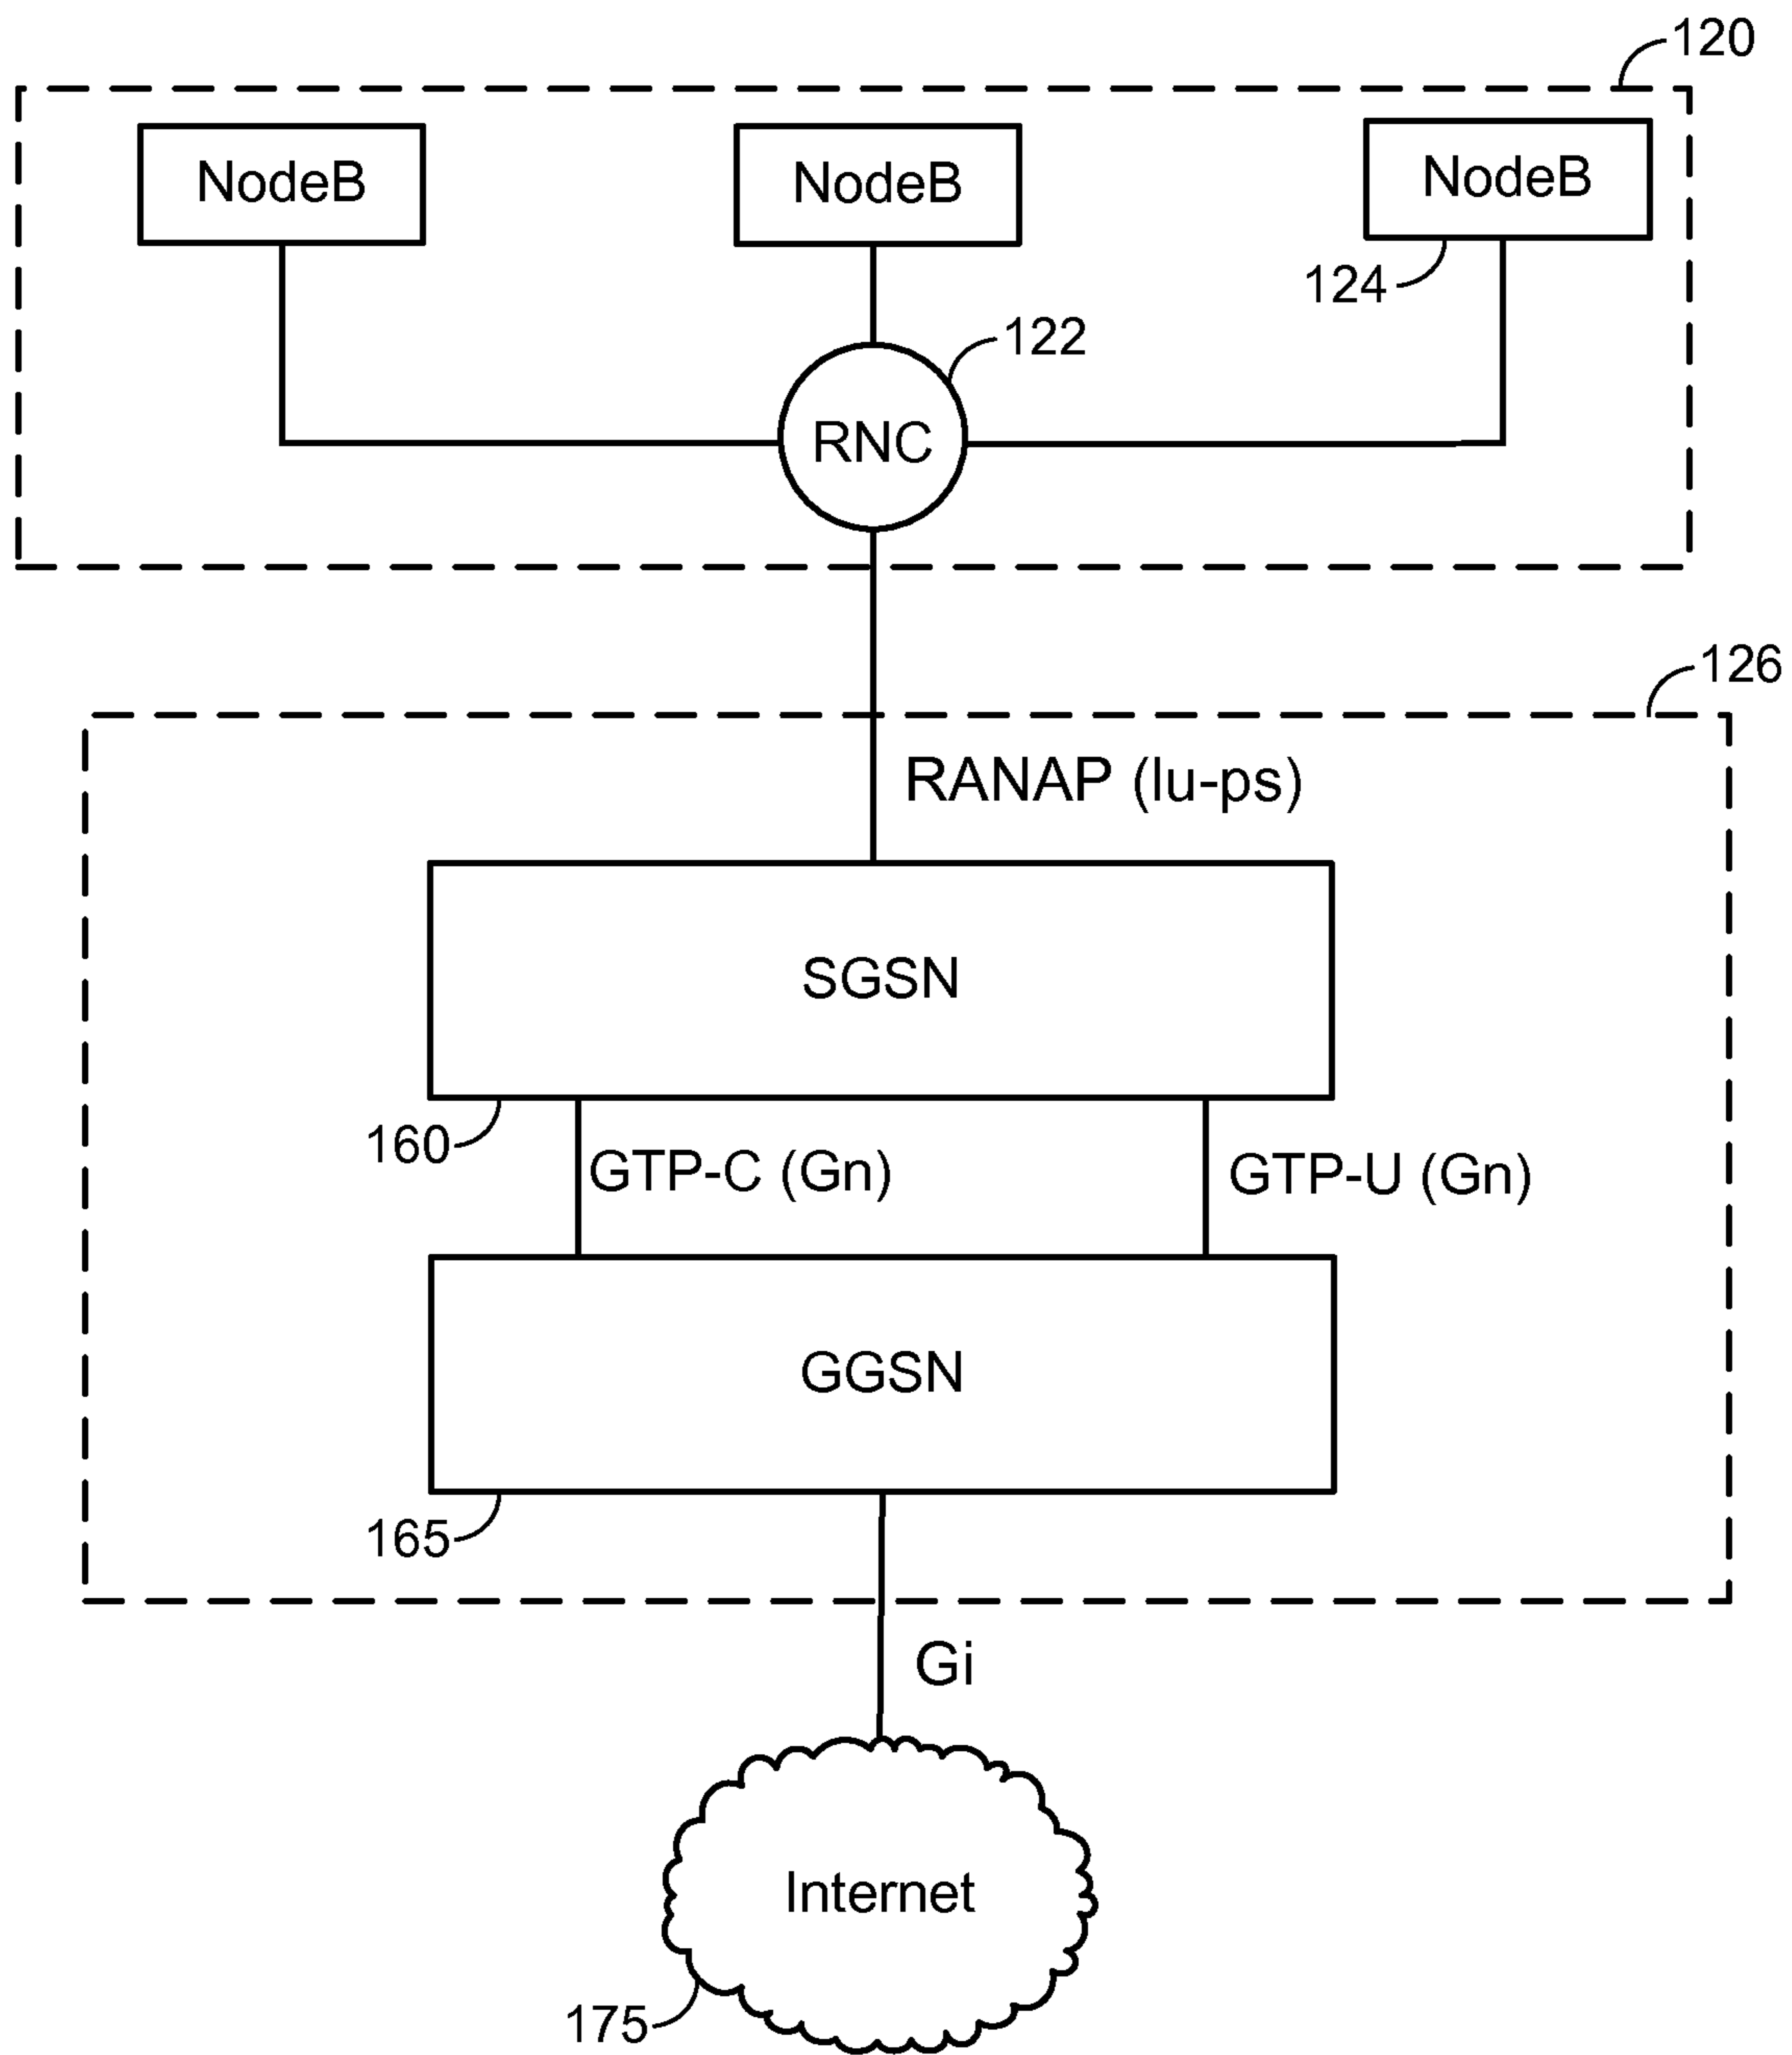 120
NodeB
NodeB
NodeB
124
122
RNC
126
RANAP (lu-ps)
SGSN
160
GTP-C (Gn)
GTP-U (Gn)
GGSN
165
Gi
Internet
175